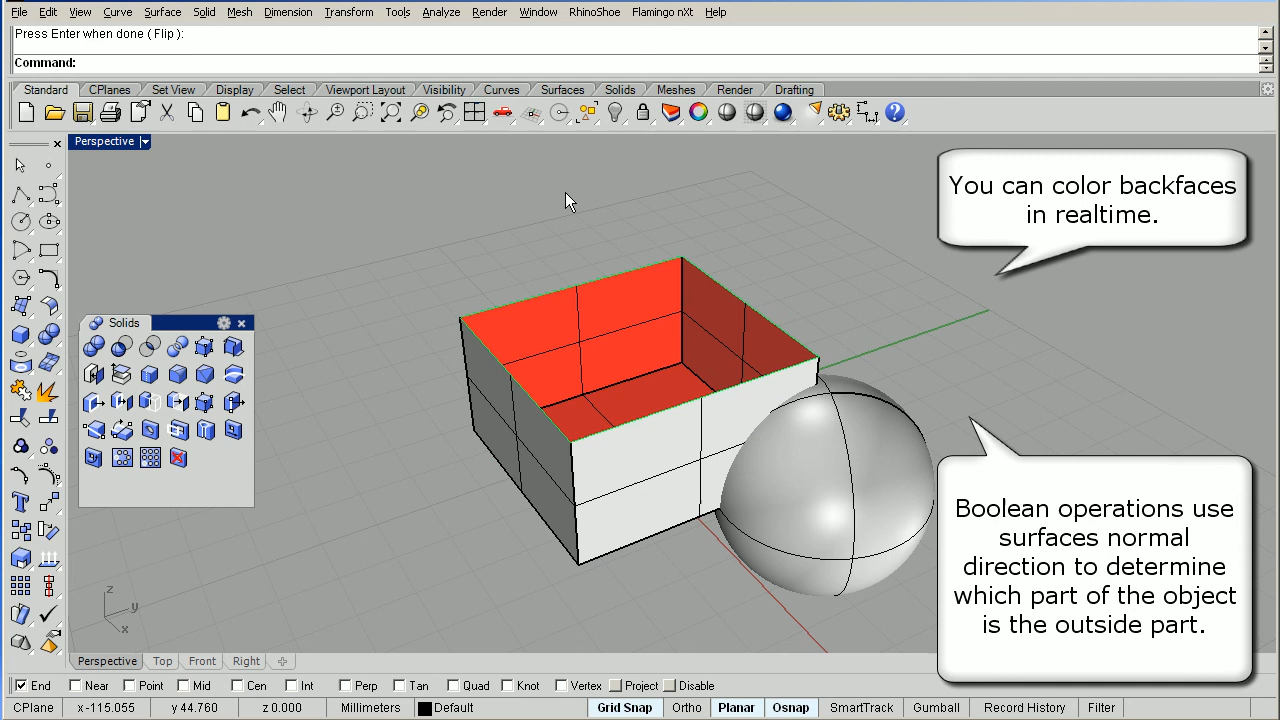 File Edit View Curve Surface Solid Mesh Dimension Transform Tools Analyze Render Window RhinoShoe Flamingo nXt Help
Press Enter when done ( Flip ):
Command:
Standard CPlanes Set View Display Select Viewport Layout Visibility Curves Surfaces Solids Meshes Render Drafting
Perspective
You can color backfaces
in realtime.
Solids
Boolean operations use
surfaces normal
direction to determine
which part of the object
is the outside part.
z
y
x
Perspective Top Front Right
End Near Point Mid Cen Int Perp Tan Quad Knot Vertex Project Disable
CPlane x -115.055 y 44.760 z 0.000 Millimeters Default Grid Snap Ortho Planar Osnap SmartTrack Gumball Record History Filter